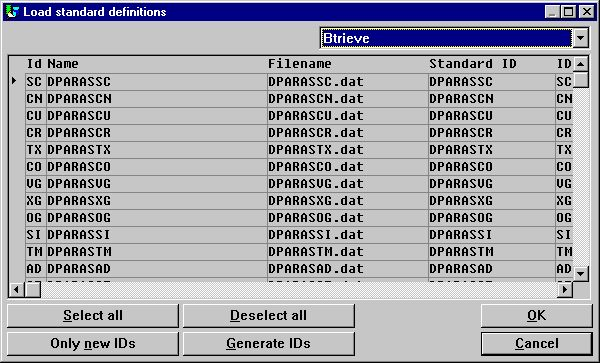 Load standard definitions
Btrieve
Id Name Filename Standard ID ID
SC DPARASSC DPARASSC.dat DPARASSC SC
CN DPARASCN DPARASCN.dat DPARASCN CN
CU DPARASCU DPARASCU.dat DPARASCU CU
CR DPARASCR DPARASCR.dat DPARASCR CR
TX DPARASTX DPARASTX.dat DPARASTX TX
CO DPARASCO DPARASCO.dat DPARASCO CO
VG DPARASVG DPARASVG.dat DPARASVG VG
XG DPARASXG DPARASXG.dat DPARASXG XG
OG DPARASOG DPARASOG.dat DPARASOG OG
SI DPARASSI DPARASSI.dat DPARASSI SI
TM DPARASTM DPARASTM.dat DPARASTM TM
AD DPARASAD DPARASAD.dat DPARASAD AD
Select all Deselect all OK
Only new IDs Generate IDs Cancel